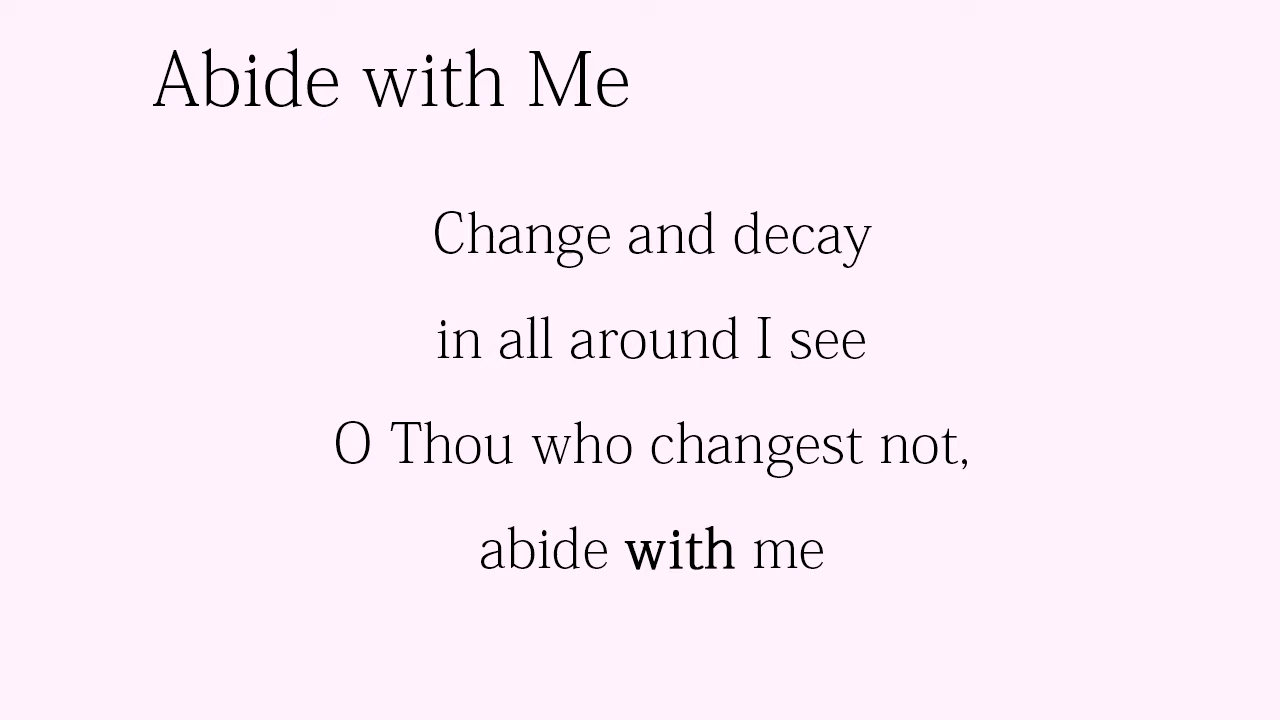 Abide with Me
Change and decay
in all around I see
O Thou who changest not,
abide with me